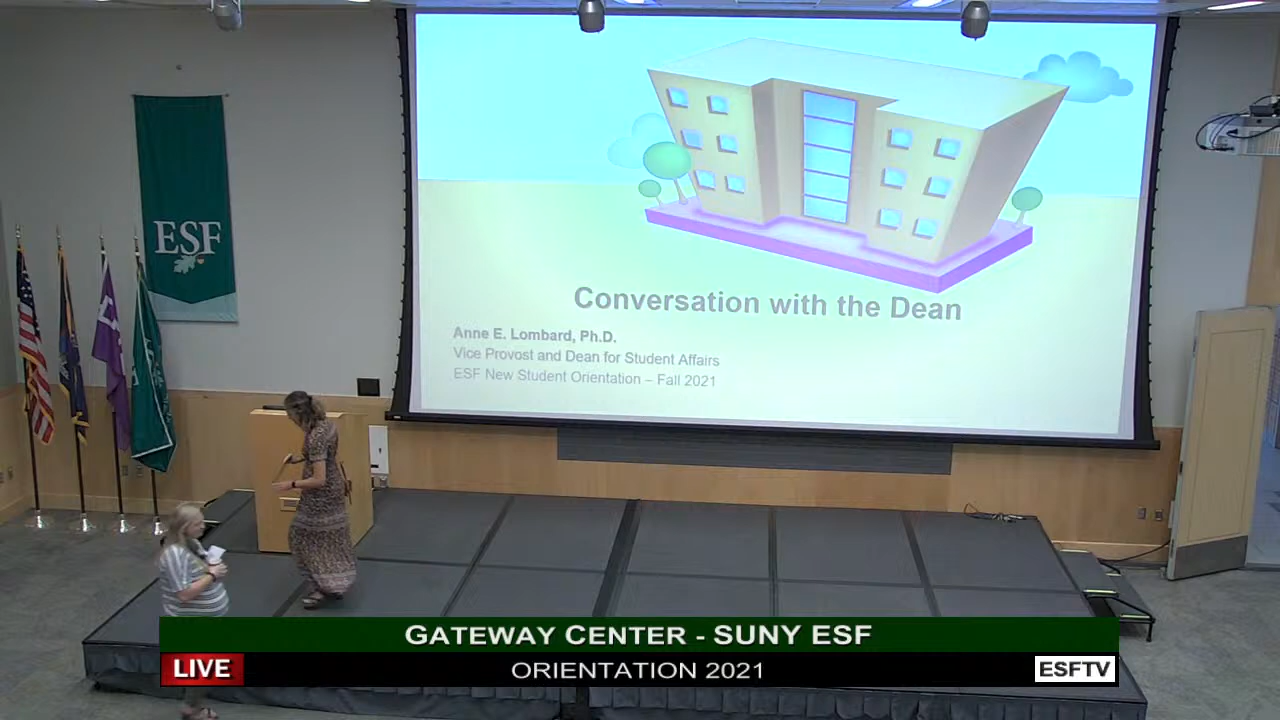 ESF
Conversation with the Dean
Anne E. Lombard, Ph.D.
Vice Provost and Dean for Student Affairs
ESF New Student Orientation – Fall 2021
GATEWAY CENTER - SUNY ESF
LIVE
ORIENTATION 2021
ESFTV